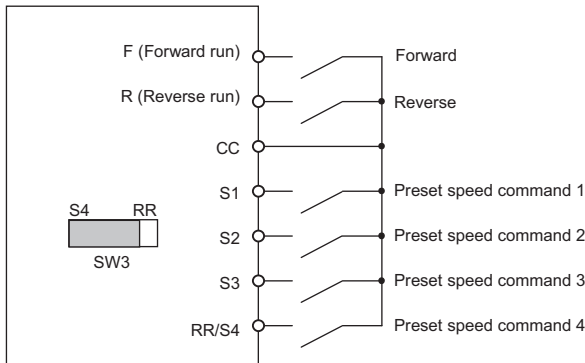 F (Forward run)
Forward
R (Reverse run)
Reverse
CC
S1
Preset speed command 1
S4
RR
S2
Preset speed command 2
SW3
S3
Preset speed command 3
RR/S4
Preset speed command 4